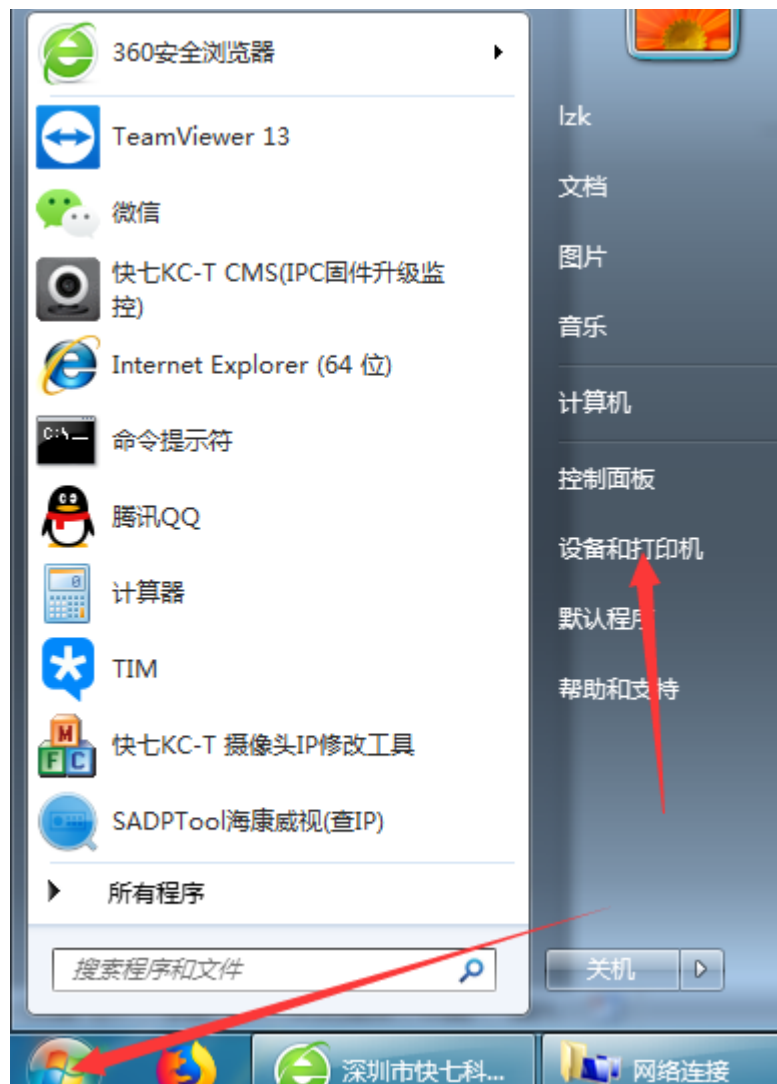 360安全浏览器
TeamViewer 13
微信
快七KC-T CMS(IPC固件升级监
控)
Internet Explorer (64 位)
C:\_
命令提示符
腾讯QQ
0
计算器
TIM
M
F C
快七KC-T 摄像头IP修改工具
SADPTool海康威视(查IP)
所有程序
搜索程序和文件
lzk
文档
图片
音乐
计算机
控制面板
设备和打印机
默认程序
帮助和支持
关机
深圳市快七科...
网络连接